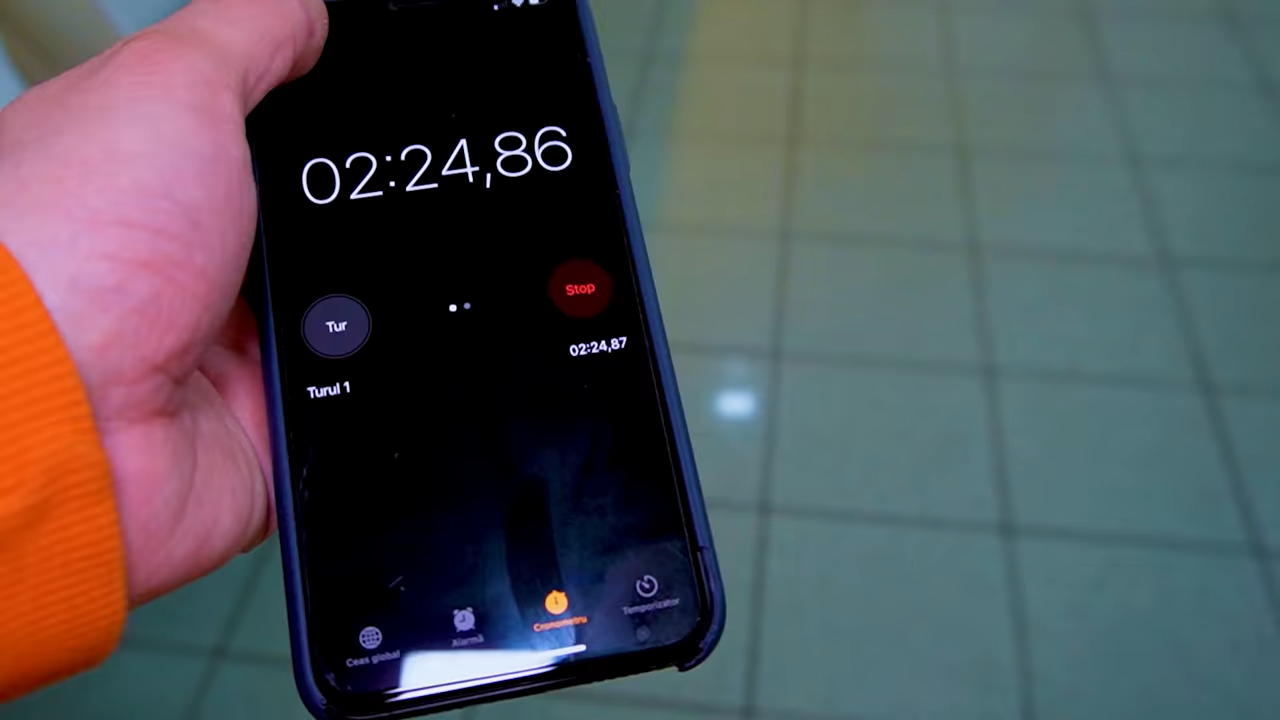 02:24,86
Tur
Stop
Turul 1
02:24,87
Ceas global
Alarmă
Cronometru
Temporizator